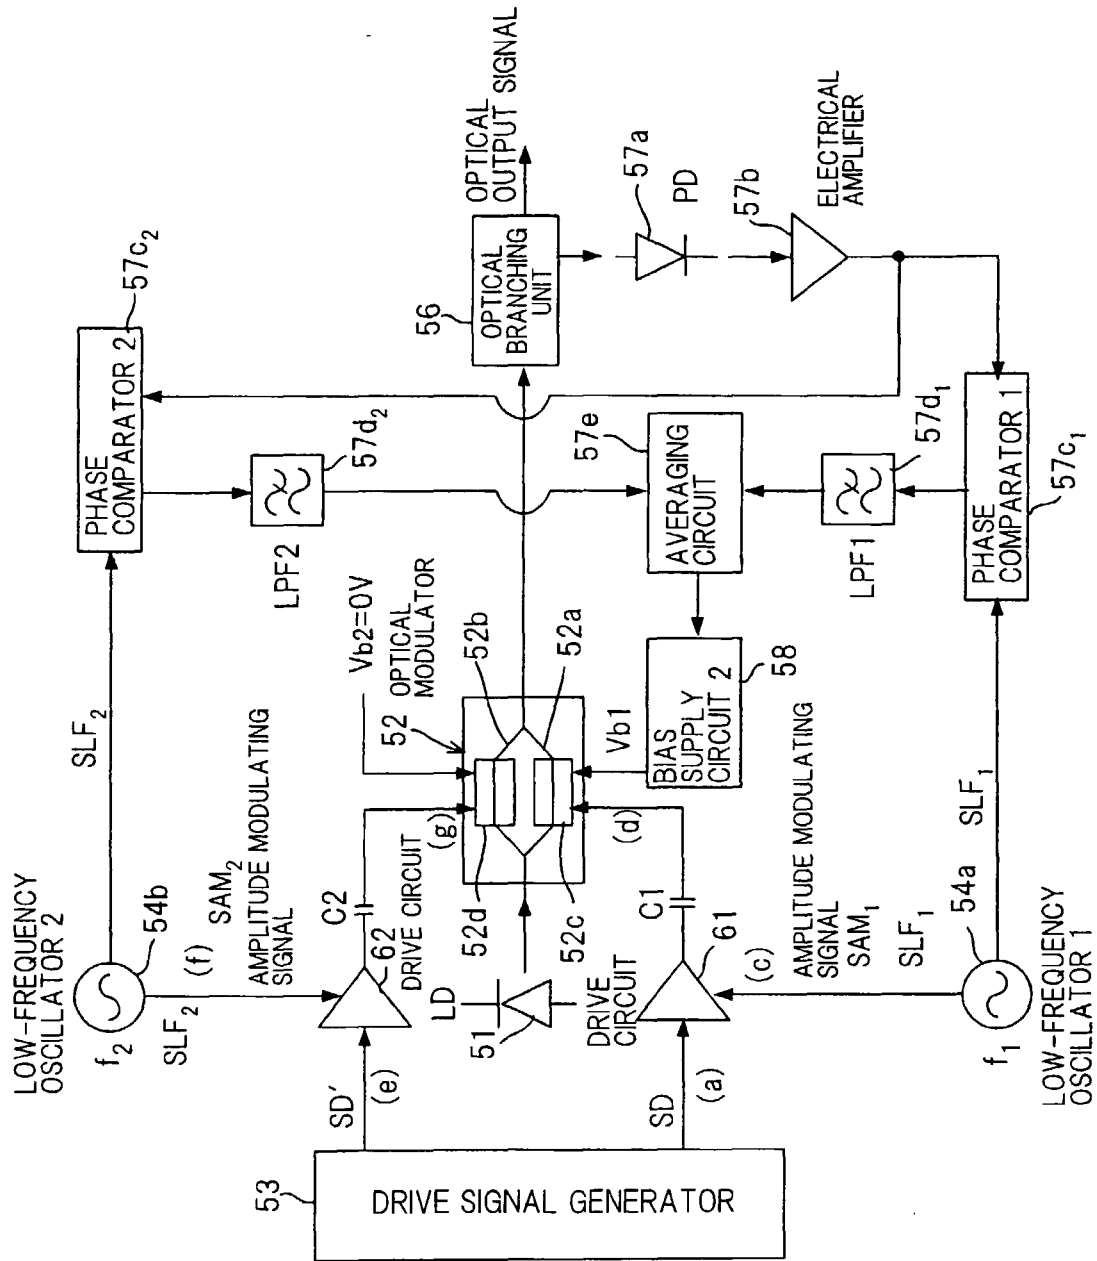 LOW-FREQUENCY
OSCILLATOR 2
f2
54b
SLF2
SLF2
(f)
SAM2
AMPLITUDE MODULATING
SIGNAL
PHASE
COMPARATOR 2
57c2
LPF2
57d2
53
DRIVE SIGNAL GENERATOR
SD'
(e)
SD
(a)
62
DRIVE CIRCUIT
C2
(g)
Vb2=0V
OPTICAL
MODULATOR
52
52b
52a
52d
52c
LD
51
DRIVE
CIRCUIT
61
C1
(d)
Vb1
BIAS
SUPPLY
CIRCUIT 2
58
AVERAGING
CIRCUIT
57e
56
OPTICAL
BRANCHING
UNIT
OPTICAL
OUTPUT SIGNAL
57a
PD
57b
ELECTRICAL
AMPLIFIER
(c)
AMPLITUDE MODULATING
SIGNAL
SAM1
SLF1
SLF1
LPF1
57d1
PHASE
COMPARATOR 1
57c1
f1
54a
LOW-FREQUENCY
OSCILLATOR 1